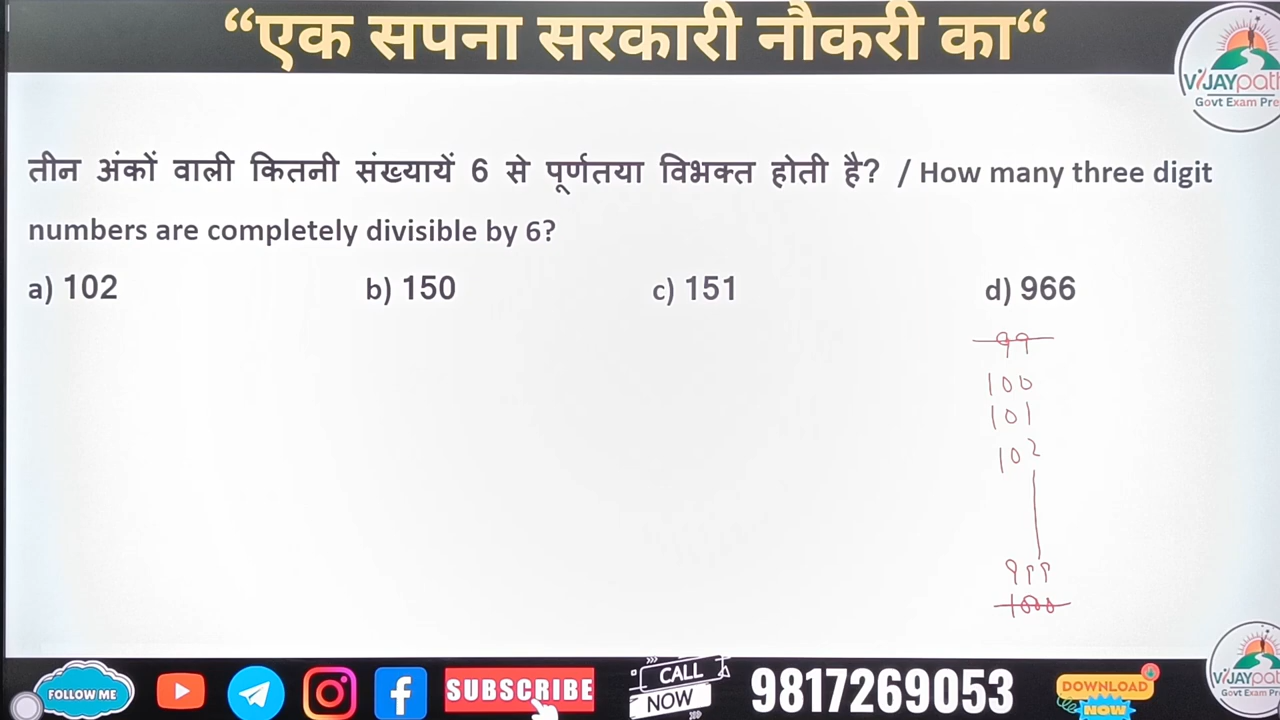 “एक सपना सरकारी नौकरी का“
VIJAYpath
Govt Exam Pre
तीन अंकों वाली कितनी संख्यायें 6 से पूर्णतया विभक्त होती है? / How many three digit
numbers are completely divisible by 6?
a) 102 b) 150 c) 151 d) 966
99
100
101
102
999
1000
FOLLOW ME
SUBSCRIBE
CALL
NOW
9817269053
DOWNLOAD
NOW
VIJAYpath
Govt Exam Pre